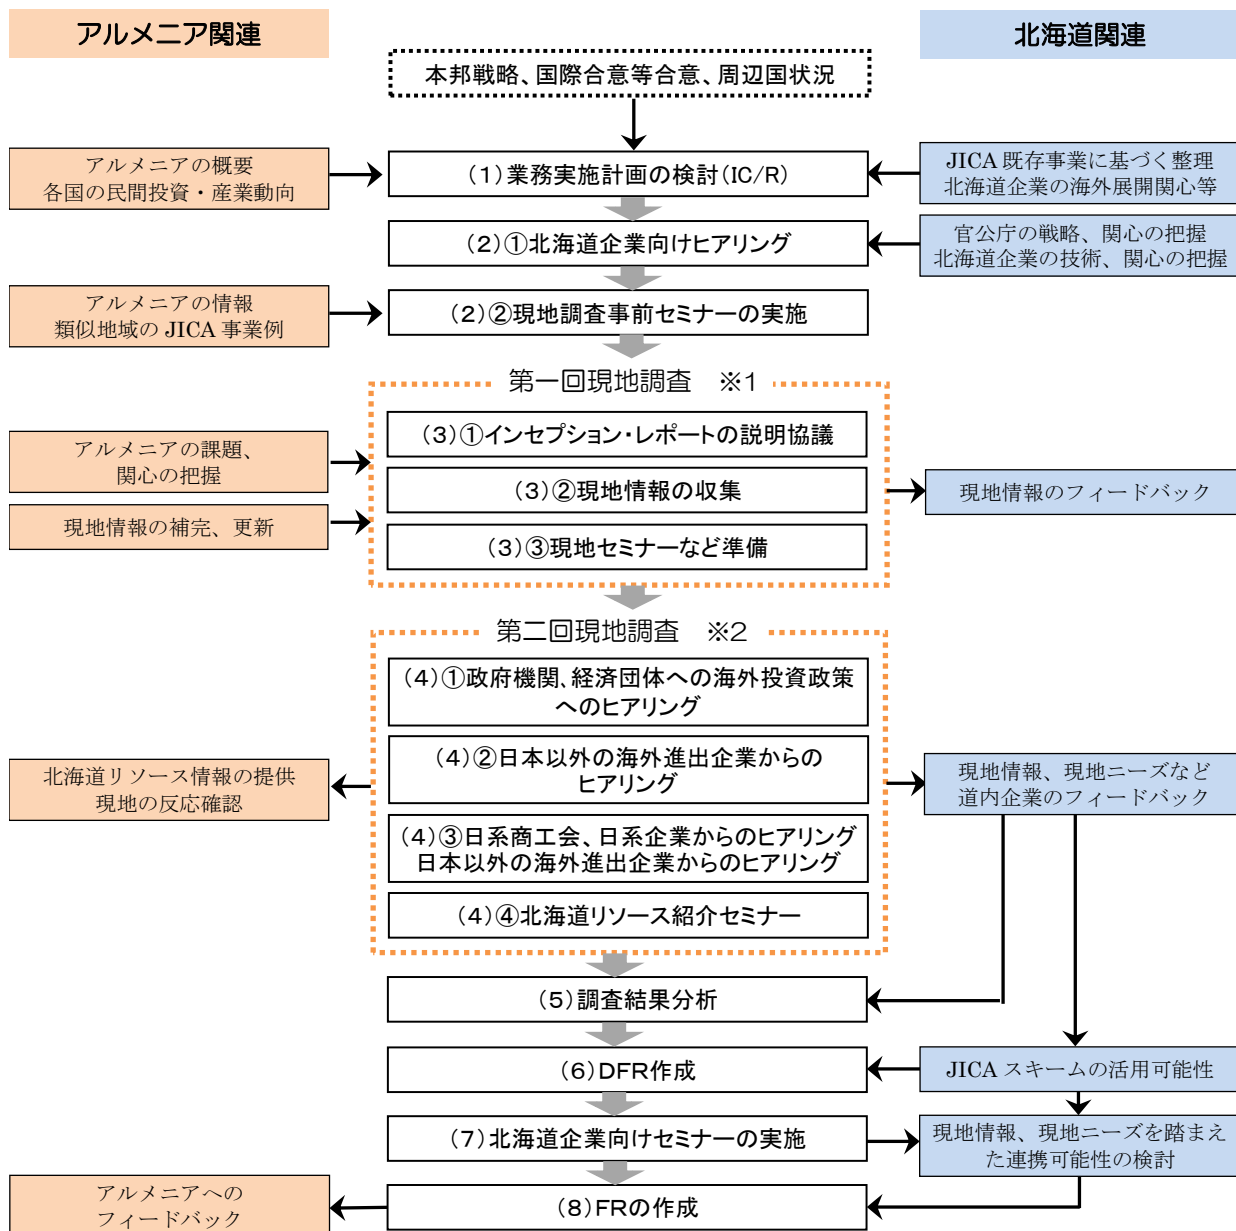 アルメニア関連
北海道関連
本邦戦略、国際合意等合意、周辺国状況
アルメニアの概要
各国の民間投資・産業動向
(1)業務実施計画の検討(IC/R)
JICA 既存事業に基づく整理
北海道企業の海外展開関心等
(2)①北海道企業向けヒアリング
官公庁の戦略、関心の把握
北海道企業の技術、関心の把握
アルメニアの情報
類似地域の JICA 事業例
(2)②現地調査事前セミナーの実施
第一回現地調査 ※1
(3)①インセプション・レポートの説明協議
アルメニアの課題、
関心の把握
(3)②現地情報の収集
現地情報のフィードバック
現地情報の補完、更新
(3)③現地セミナーなど準備
第二回現地調査 ※2
(4)①政府機関、経済団体への海外投資政策
へのヒアリング
(4)②日本以外の海外進出企業からの
ヒアリング
北海道リソース情報の提供
現地の反応確認
現地情報、現地ニーズなど
道内企業のフィードバック
(4)③日系商工会、日系企業からのヒアリング
日本以外の海外進出企業からのヒアリング
(4)④北海道リソース紹介セミナー
(5)調査結果分析
(6)DFR作成
JICA スキームの活用可能性
(7)北海道企業向けセミナーの実施
現地情報、現地ニーズを踏まえ
た連携可能性の検討
アルメニアへの
フィードバック
(8)FRの作成